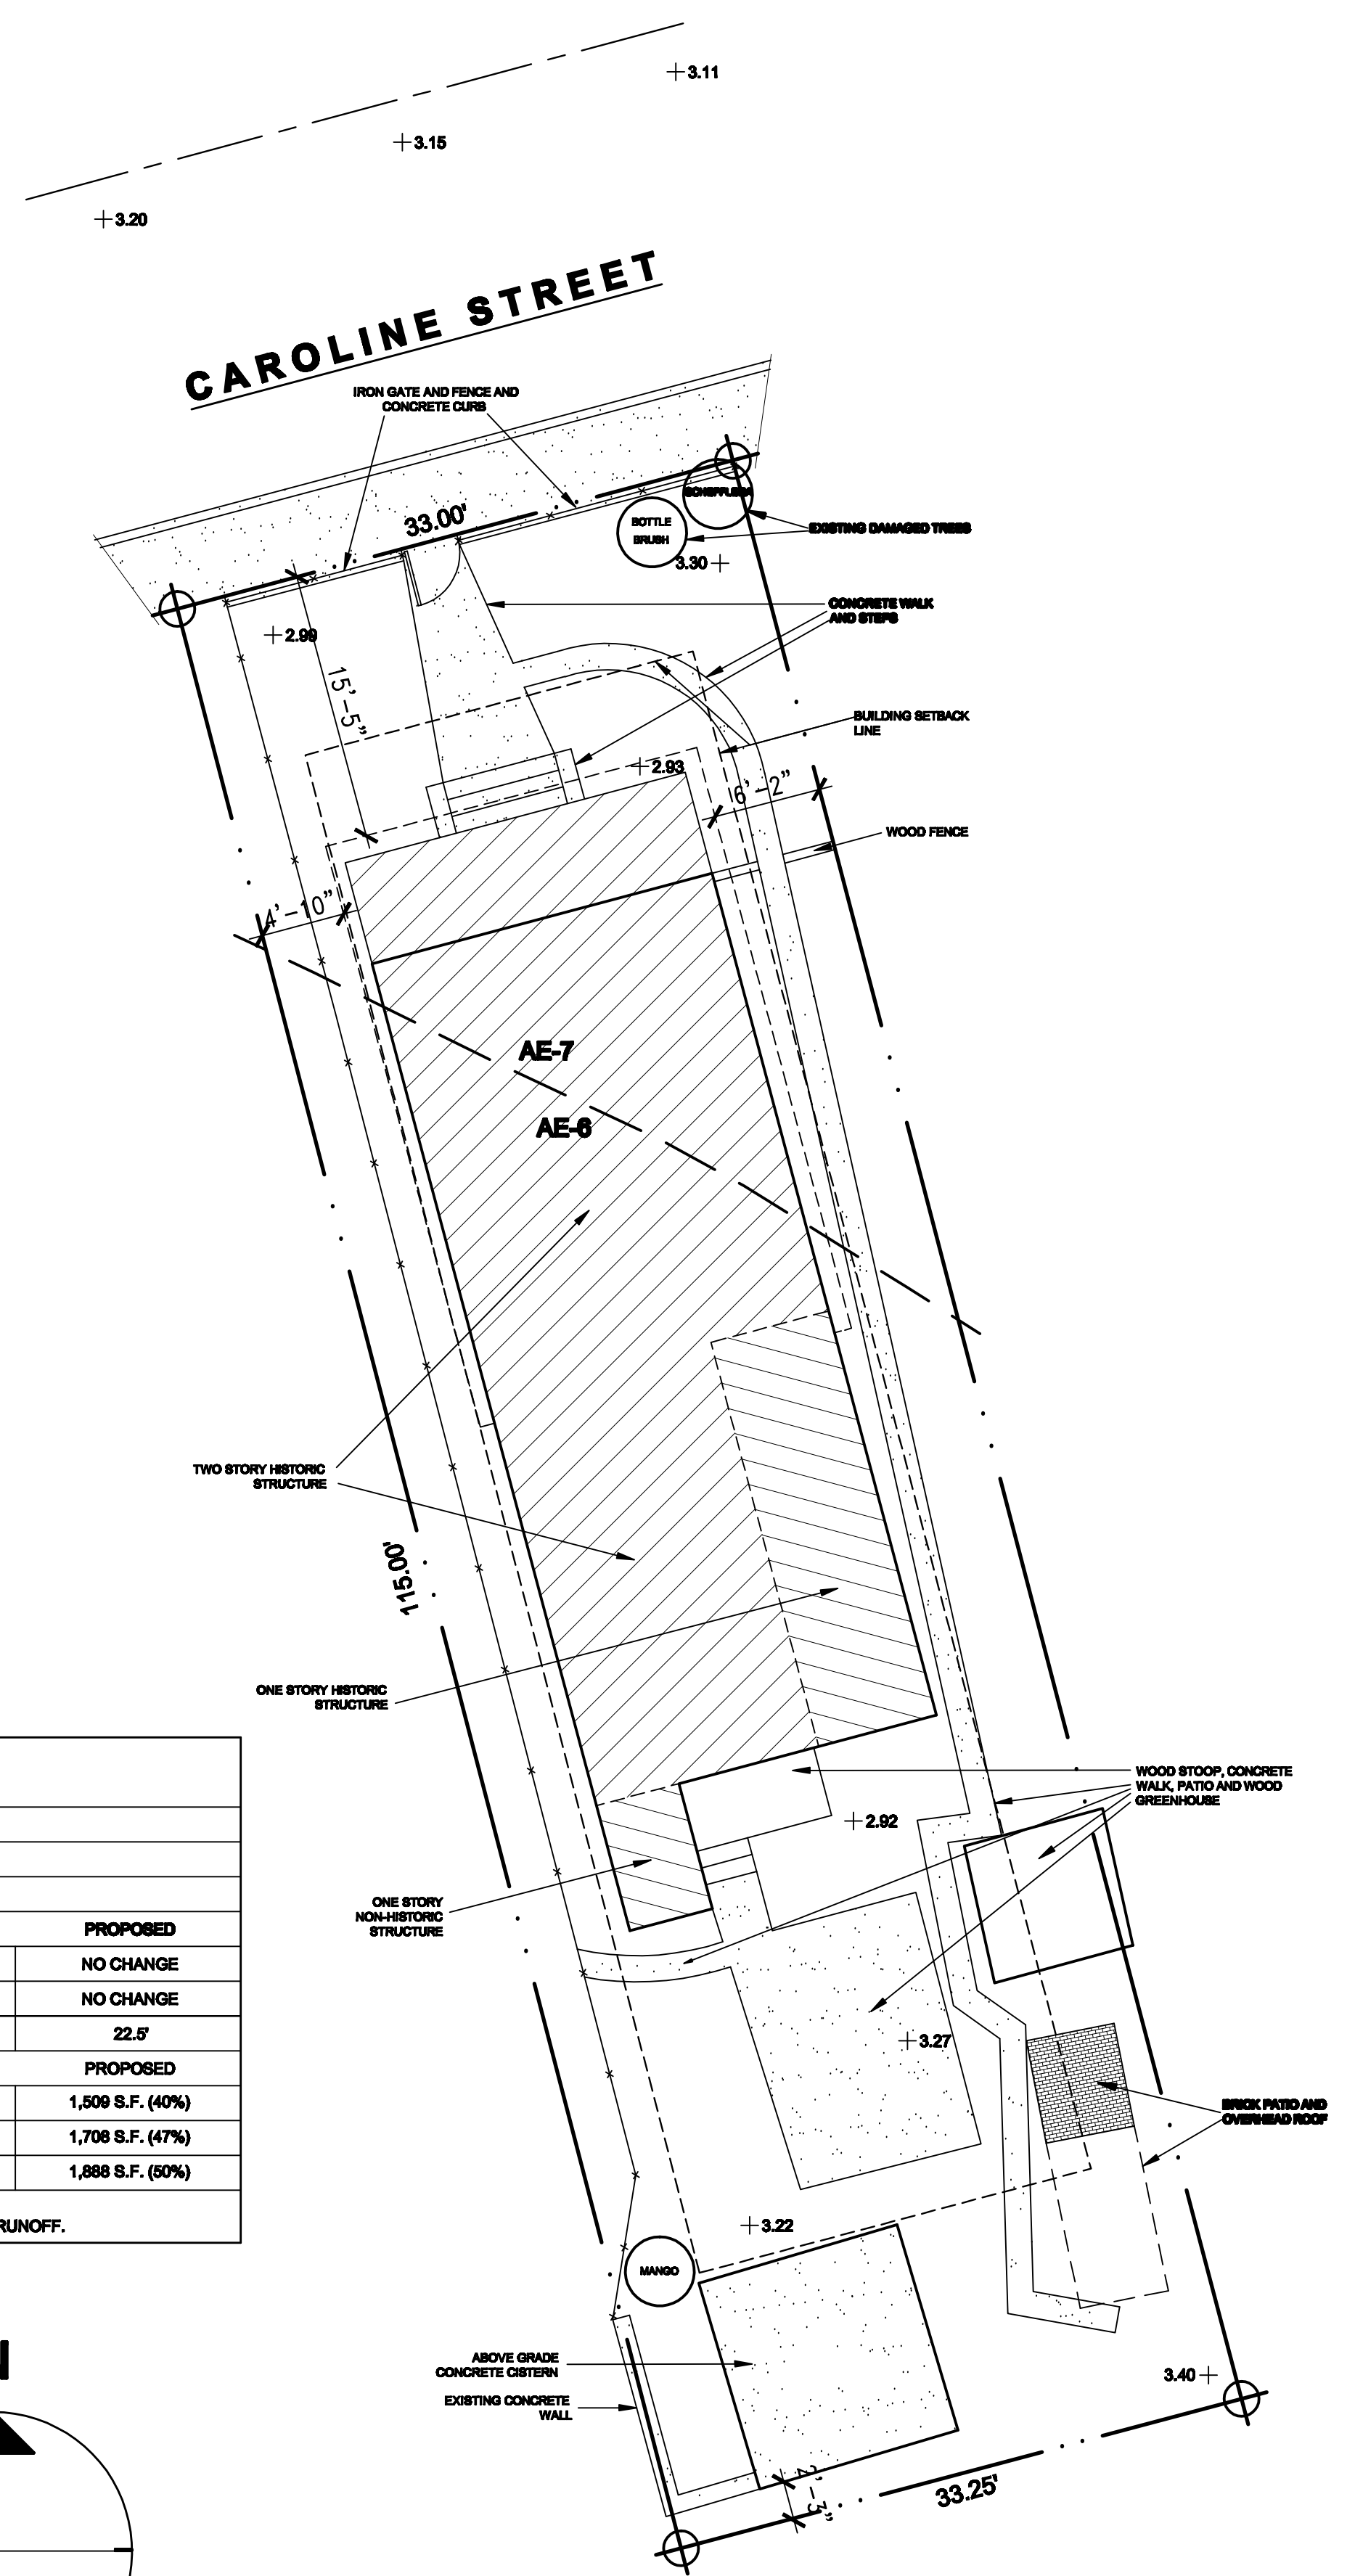 3.11
3.15
3.20
CAROLINE STREET
IRON GATE AND FENCE AND
CONCRETE CURB
33.00'
SCHEFFLERA
BOTTLE
BRUSH
EXISTING DAMAGED TREES
3.30
CONCRETE WALK
AND STEPS
2.99
15'-5"
BUILDING SETBACK
LINE
2.93
6'-2"
WOOD FENCE
4'-10"
AE-7
AE-6
TWO STORY HISTORIC
STRUCTURE
115.00'
ONE STORY HISTORIC
STRUCTURE
WOOD STOOP, CONCRETE
WALK, PATIO AND WOOD
GREENHOUSE
2.92
ONE STORY
NON-HISTORIC
STRUCTURE
PROPOSED
NO CHANGE
NO CHANGE
22.5'
PROPOSED
1,509 S.F. (40%)
1,708 S.F. (47%)
1,888 S.F. (50%)
RUNOFF.
3.27
BRICK PATIO AND
OVERHEAD ROOF
3.22
MANGO
ABOVE GRADE
CONCRETE CISTERN
EXISTING CONCRETE
WALL
3.40
33.25'
2'-3"